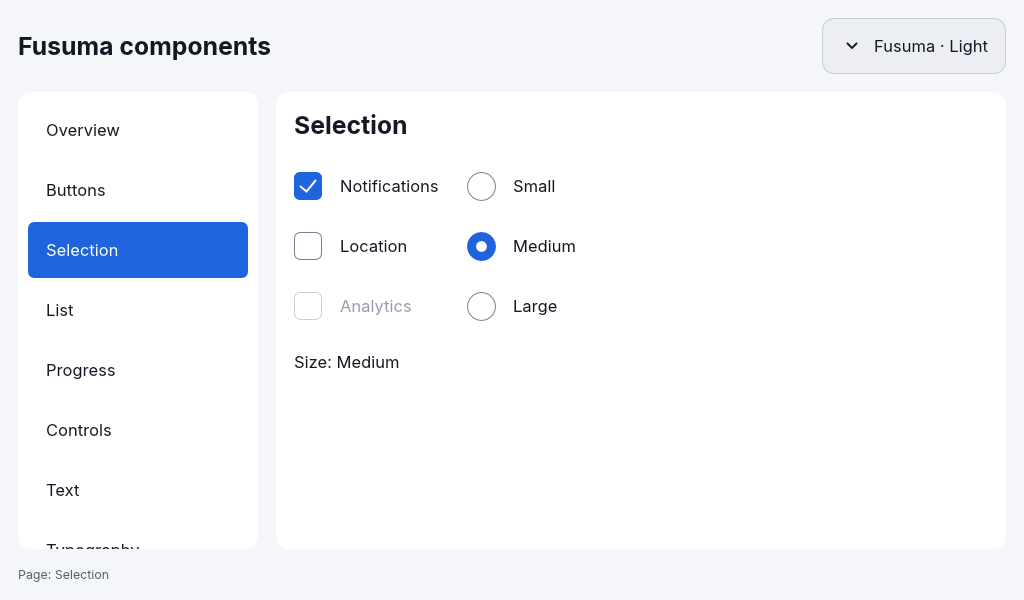 Fusuma components
Fusuma · Light
Overview
Buttons
Selection
List
Progress
Controls
Text
Typography
Selection
Notifications
Small
Location
Medium
Analytics
Large
Size: Medium
Page: Selection